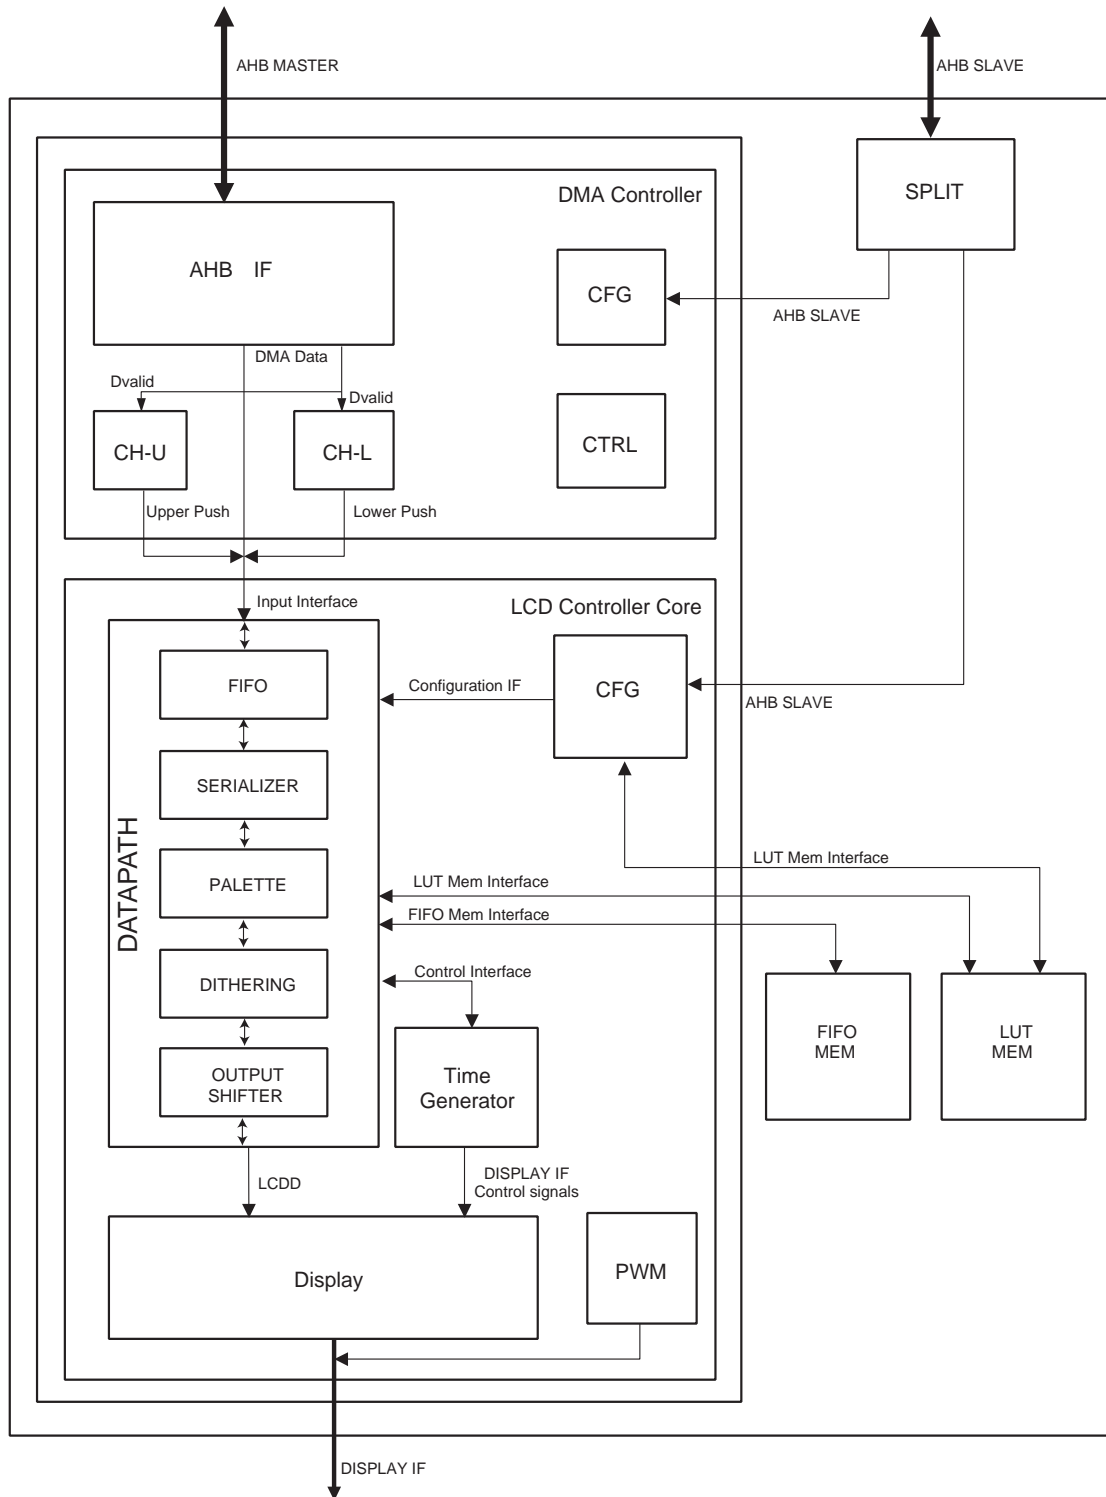 AHB MASTER
AHB SLAVE
DMA Controller
SPLIT
AHB IF
CFG
AHB SLAVE
DMA Data
Dvalid
Dvalid
CH-U
CH-L
CTRL
Upper Push
Lower Push
Input Interface
LCD Controller Core
FIFO
Configuration IF
CFG
AHB SLAVE
SERIALIZER
DATAPATH
PALETTE
LUT Mem Interface
LUT Mem Interface
FIFO Mem Interface
DITHERING
Control Interface
FIFO
MEM
LUT
MEM
OUTPUT
SHIFTER
Time
Generator
LCDD
DISPLAY IF
Control signals
Display
PWM
DISPLAY IF